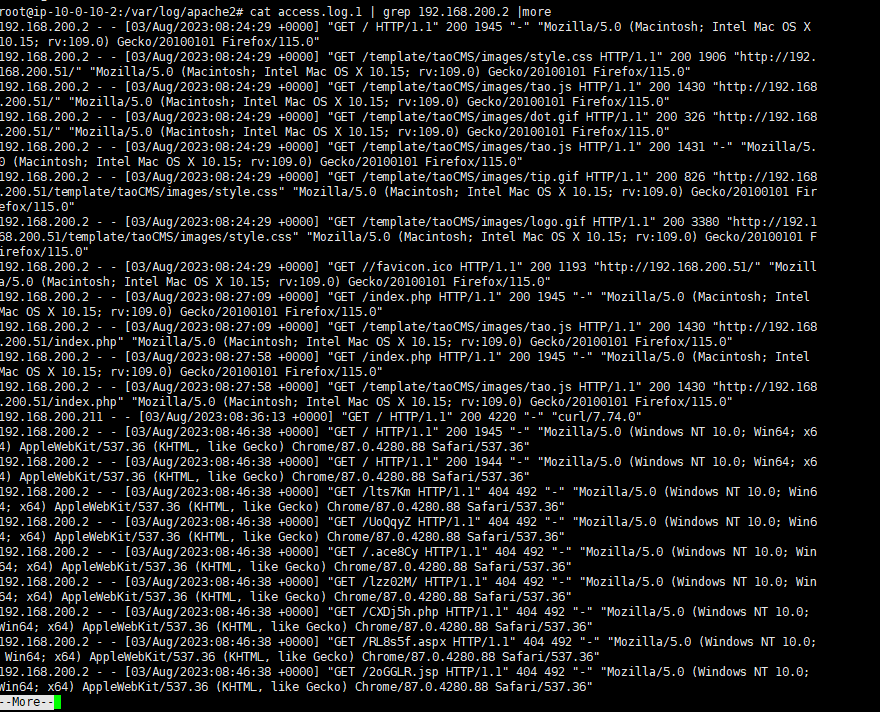 root@ip-10-0-10-2:/var/log/apache2# cat access.log.1 | grep 192.168.200.2 |more
192.168.200.2 - - [03/Aug/2023:08:24:29 +0000] "GET / HTTP/1.1" 200 1945 "-" "Mozilla/5.0 (Macintosh; Intel Mac OS X
10.15; rv:109.0) Gecko/20100101 Firefox/115.0"
192.168.200.2 - - [03/Aug/2023:08:24:29 +0000] "GET /template/taoCMS/images/style.css HTTP/1.1" 200 1906 "http://192.
168.200.51/" "Mozilla/5.0 (Macintosh; Intel Mac OS X 10.15; rv:109.0) Gecko/20100101 Firefox/115.0"
192.168.200.2 - - [03/Aug/2023:08:24:29 +0000] "GET /template/taoCMS/images/tao.js HTTP/1.1" 200 1430 "http://192.168
.200.51/" "Mozilla/5.0 (Macintosh; Intel Mac OS X 10.15; rv:109.0) Gecko/20100101 Firefox/115.0"
192.168.200.2 - - [03/Aug/2023:08:24:29 +0000] "GET /template/taoCMS/images/dot.gif HTTP/1.1" 200 326 "http://192.168
.200.51/" "Mozilla/5.0 (Macintosh; Intel Mac OS X 10.15; rv:109.0) Gecko/20100101 Firefox/115.0"
192.168.200.2 - - [03/Aug/2023:08:24:29 +0000] "GET /template/taoCMS/images/tao.js HTTP/1.1" 200 1431 "-" "Mozilla/5.
0 (Macintosh; Intel Mac OS X 10.15; rv:109.0) Gecko/20100101 Firefox/115.0"
192.168.200.2 - - [03/Aug/2023:08:24:29 +0000] "GET /template/taoCMS/images/tip.gif HTTP/1.1" 200 826 "http://192.168
.200.51/template/taoCMS/images/style.css" "Mozilla/5.0 (Macintosh; Intel Mac OS X 10.15; rv:109.0) Gecko/20100101 Fir
efox/115.0"
192.168.200.2 - - [03/Aug/2023:08:24:29 +0000] "GET /template/taoCMS/images/logo.gif HTTP/1.1" 200 3380 "http://192.1
68.200.51/template/taoCMS/images/style.css" "Mozilla/5.0 (Macintosh; Intel Mac OS X 10.15; rv:109.0) Gecko/20100101 F
irefox/115.0"
192.168.200.2 - - [03/Aug/2023:08:24:29 +0000] "GET //favicon.ico HTTP/1.1" 200 1193 "http://192.168.200.51/" "Mozill
a/5.0 (Macintosh; Intel Mac OS X 10.15; rv:109.0) Gecko/20100101 Firefox/115.0"
192.168.200.2 - - [03/Aug/2023:08:27:09 +0000] "GET /index.php HTTP/1.1" 200 1945 "-" "Mozilla/5.0 (Macintosh; Intel
Mac OS X 10.15; rv:109.0) Gecko/20100101 Firefox/115.0"
192.168.200.2 - - [03/Aug/2023:08:27:09 +0000] "GET /template/taoCMS/images/tao.js HTTP/1.1" 200 1430 "http://192.168
.200.51/index.php" "Mozilla/5.0 (Macintosh; Intel Mac OS X 10.15; rv:109.0) Gecko/20100101 Firefox/115.0"
192.168.200.2 - - [03/Aug/2023:08:27:58 +0000] "GET /index.php HTTP/1.1" 200 1945 "-" "Mozilla/5.0 (Macintosh; Intel
Mac OS X 10.15; rv:109.0) Gecko/20100101 Firefox/115.0"
192.168.200.2 - - [03/Aug/2023:08:27:58 +0000] "GET /template/taoCMS/images/tao.js HTTP/1.1" 200 1430 "http://192.168
.200.51/index.php" "Mozilla/5.0 (Macintosh; Intel Mac OS X 10.15; rv:109.0) Gecko/20100101 Firefox/115.0"
192.168.200.211 - - [03/Aug/2023:08:36:13 +0000] "GET / HTTP/1.1" 200 4220 "-" "curl/7.74.0"
192.168.200.2 - - [03/Aug/2023:08:46:38 +0000] "GET / HTTP/1.1" 200 1945 "-" "Mozilla/5.0 (Windows NT 10.0; Win64; x6
4) AppleWebKit/537.36 (KHTML, like Gecko) Chrome/87.0.4280.88 Safari/537.36"
192.168.200.2 - - [03/Aug/2023:08:46:38 +0000] "GET / HTTP/1.1" 200 1944 "-" "Mozilla/5.0 (Windows NT 10.0; Win64; x6
4) AppleWebKit/537.36 (KHTML, like Gecko) Chrome/87.0.4280.88 Safari/537.36"
192.168.200.2 - - [03/Aug/2023:08:46:38 +0000] "GET /lts7Km HTTP/1.1" 404 492 "-" "Mozilla/5.0 (Windows NT 10.0; Win6
4; x64) AppleWebKit/537.36 (KHTML, like Gecko) Chrome/87.0.4280.88 Safari/537.36"
192.168.200.2 - - [03/Aug/2023:08:46:38 +0000] "GET /UoQqyZ HTTP/1.1" 404 492 "-" "Mozilla/5.0 (Windows NT 10.0; Win6
4; x64) AppleWebKit/537.36 (KHTML, like Gecko) Chrome/87.0.4280.88 Safari/537.36"
192.168.200.2 - - [03/Aug/2023:08:46:38 +0000] "GET /.ace8Cy HTTP/1.1" 404 492 "-" "Mozilla/5.0 (Windows NT 10.0; Win
64; x64) AppleWebKit/537.36 (KHTML, like Gecko) Chrome/87.0.4280.88 Safari/537.36"
192.168.200.2 - - [03/Aug/2023:08:46:38 +0000] "GET /lzz02M/ HTTP/1.1" 404 492 "-" "Mozilla/5.0 (Windows NT 10.0; Win
64; x64) AppleWebKit/537.36 (KHTML, like Gecko) Chrome/87.0.4280.88 Safari/537.36"
192.168.200.2 - - [03/Aug/2023:08:46:38 +0000] "GET /CXDj5h.php HTTP/1.1" 404 492 "-" "Mozilla/5.0 (Windows NT 10.0;
Win64; x64) AppleWebKit/537.36 (KHTML, like Gecko) Chrome/87.0.4280.88 Safari/537.36"
192.168.200.2 - - [03/Aug/2023:08:46:38 +0000] "GET /RL8s5f.aspx HTTP/1.1" 404 492 "-" "Mozilla/5.0 (Windows NT 10.0;
 Win64; x64) AppleWebKit/537.36 (KHTML, like Gecko) Chrome/87.0.4280.88 Safari/537.36"
192.168.200.2 - - [03/Aug/2023:08:46:38 +0000] "GET /2oGGLR.jsp HTTP/1.1" 404 492 "-" "Mozilla/5.0 (Windows NT 10.0;
Win64; x64) AppleWebKit/537.36 (KHTML, like Gecko) Chrome/87.0.4280.88 Safari/537.36"
--More--